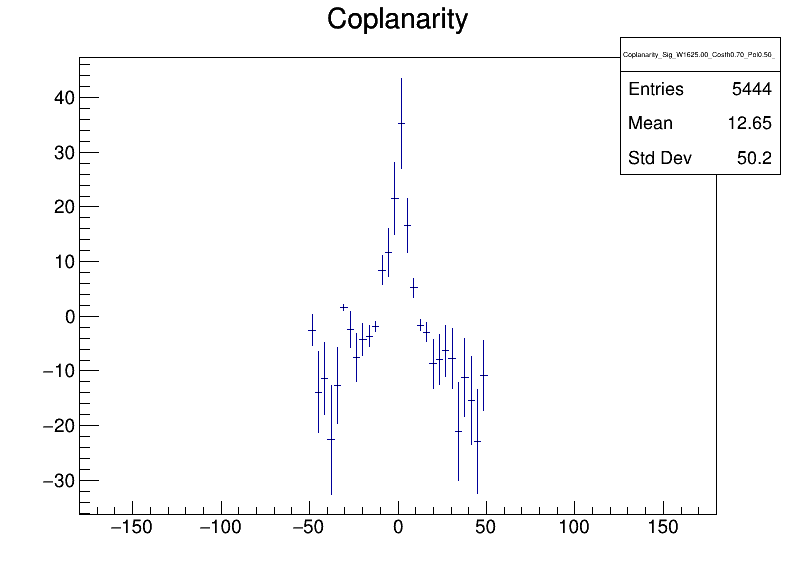 Coplanarity
Coplanarity_Sig_W1625.00_Costh0.70_Pol0.50_
Entries 5444
Mean 12.65
Std Dev 50.2
40
30
20
10
0
−10
−20
−30
−150 −100 −50 0 50 100 150